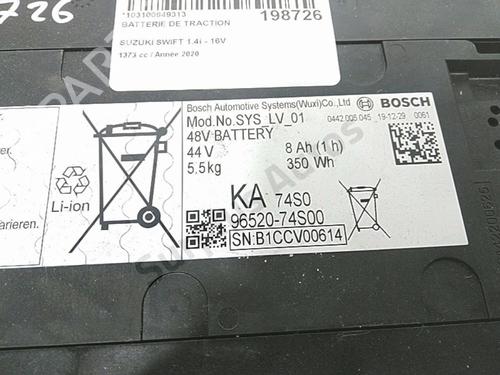 726
*103100949313
198726
BATTERIE DE TRACTION
SUZUKI SWIFT 1.4i - 16V
1373 cc / Année 2020
Bosch Automotive Systems(Wuxi)Co.,Ltd
BOSCH
Mod.No.SYS_LV_01
0442.005.045
19-12-29
0061
48V BATTERY
44 V
8 Ah (1 h)
5.5kg
350 Wh
Li-ion
arieren.
KA 74S0
96520-74S00
SN:B1CCV00614